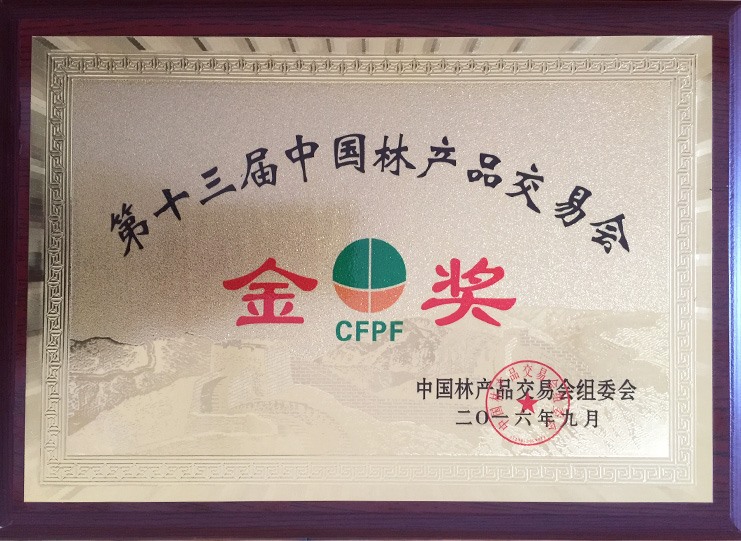 第十三届中国林产品交易会
金奖
CFPF
中国林产品交易会组委会
二〇一六年九月